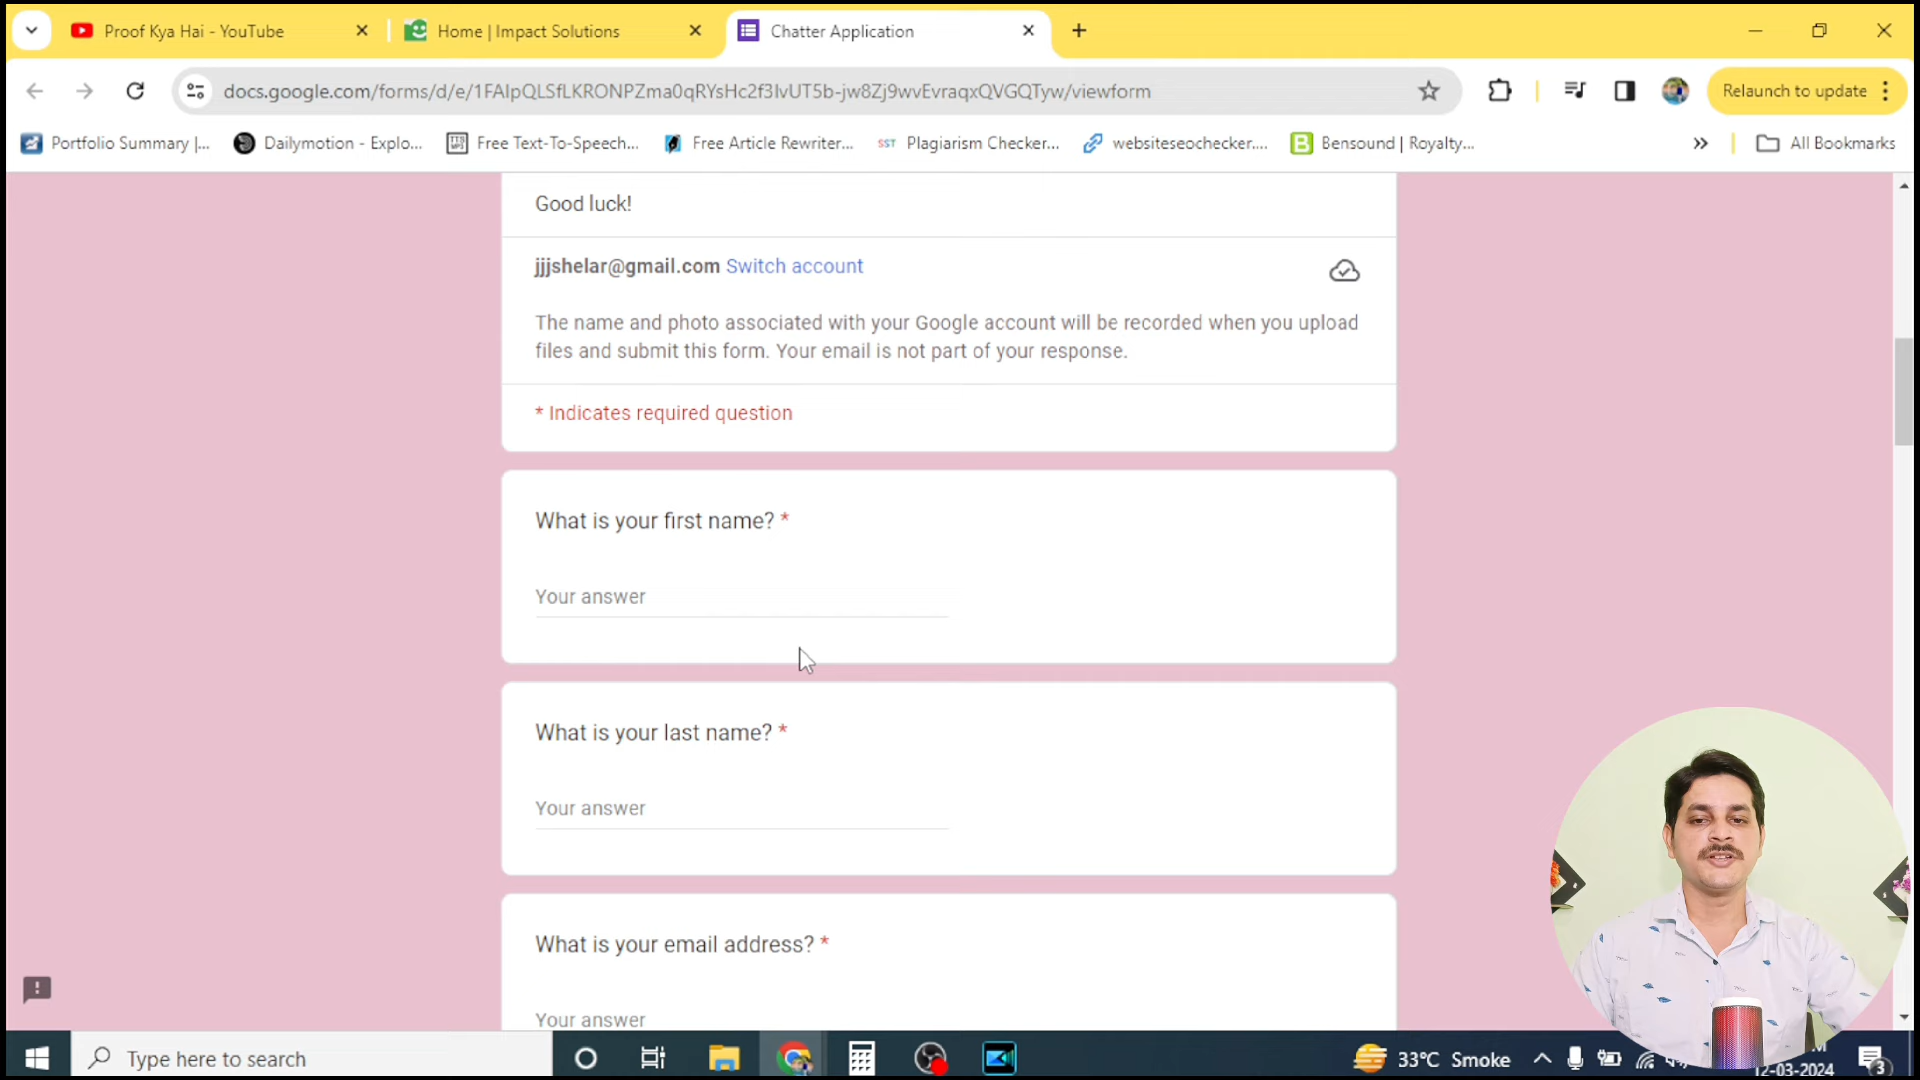 Proof Kya Hai - YouTube
Home | Impact Solutions
Chatter Application
docs.google.com/forms/d/e/1FAIpQLSfLKRONPZma0qRYsHc2f3IvUT5b-jw8Zj9wvEvraqxQVGQTyw/viewform
Relaunch to update
Portfolio Summary |...
Dailymotion - Explo...
Free Text-To-Speech...
Free Article Rewriter...
SST
Plagiarism Checker...
websiteseochecker....
Bensound | Royalty...
All Bookmarks
Good luck!
jjjshelar@gmail.com Switch account
The name and photo associated with your Google account will be recorded when you upload
files and submit this form. Your email is not part of your response.
* Indicates required question
What is your first name? *
Your answer
What is your last name? *
Your answer
What is your email address? *
Your answer
Type here to search
33°C Smoke
12-03-2024
3